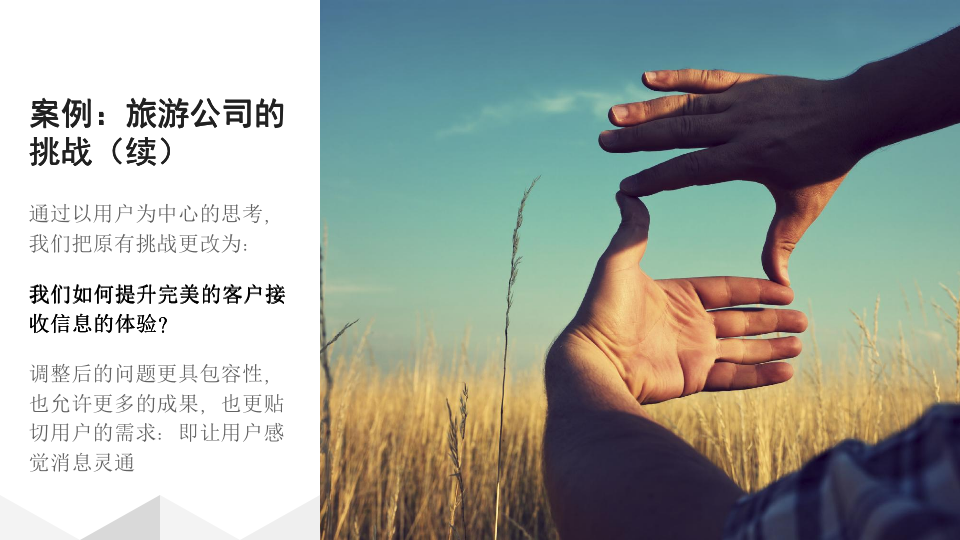 案例：旅游公司的
挑战（续）
通过以用户为中心的思考，
我们把原有挑战更改为：
我们如何提升完美的客户接
收信息的体验？
调整后的问题更具包容性，
也允许更多的成果，也更贴
切用户的需求：即让用户感
觉消息灵通